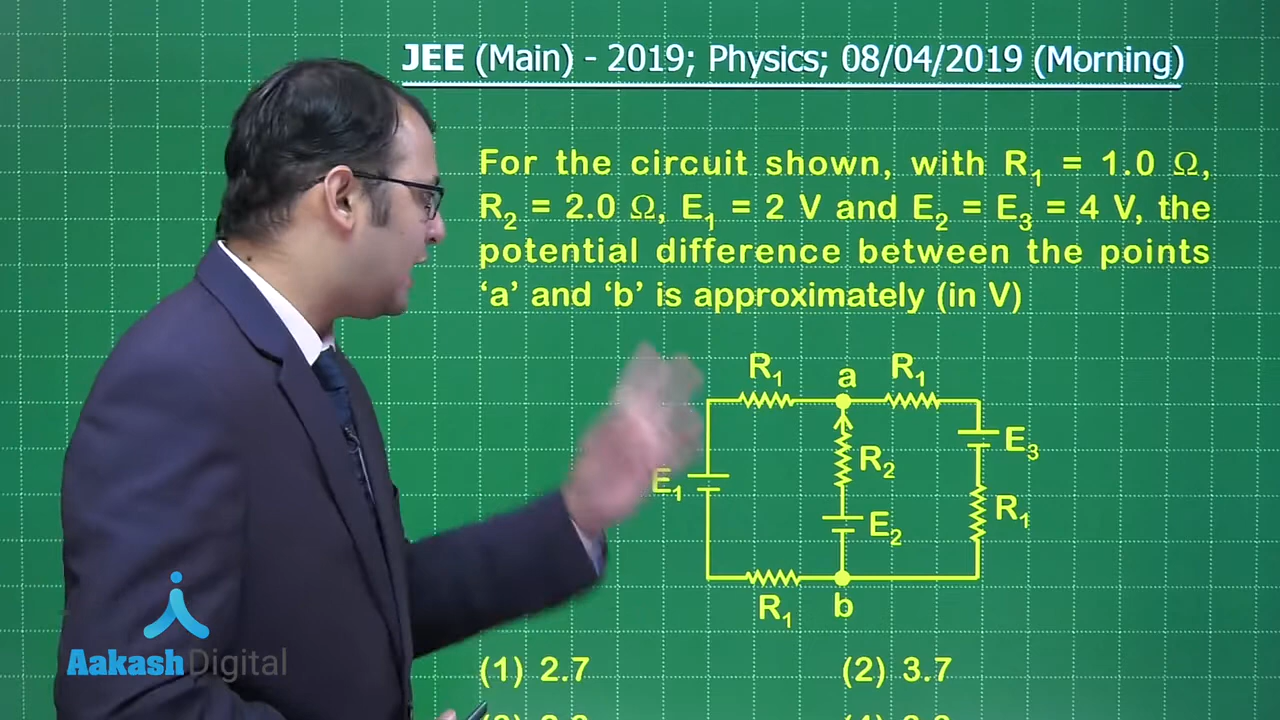 JEE (Main) - 2019; Physics; 08/04/2019 (Morning)
For the circuit shown, with R₁ = 1.0 Ω,
R₂ = 2.0 Ω, E₁ = 2 V and E₂ = E₃ = 4 V, the
potential difference between the points
‘a’ and ‘b’ is approximately (in V)
R₁ a R₁
E₃
R₂
E₁
R₁
E₂
R₁ b
Aakash Digital
(1) 2.7 (2) 3.7